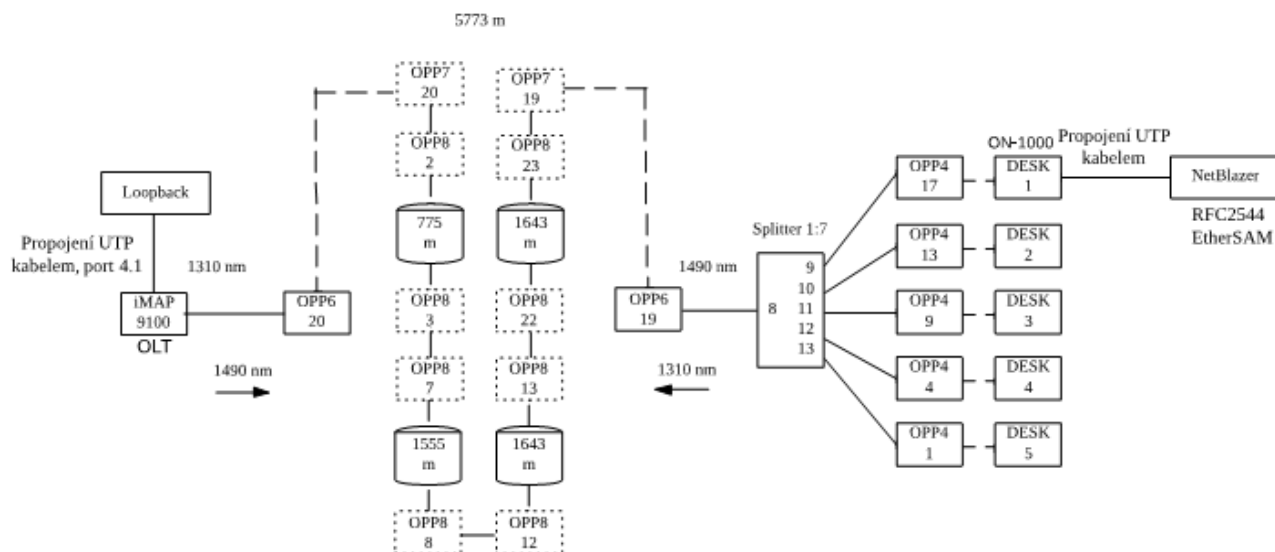 5773 m
OPP7
20
OPP7
19
OPP8
2
OPP8
23
Loopback
775
m
1643
m
Propojení UTP
kabelem, port 4.1
1310 nm
iMAP
9100
OLT
OPP6
20
1490 nm
OPP8
3
OPP8
22
OPP8
7
OPP8
13
1555
m
1643
m
OPP8
8
OPP8
12
OPP6
19
1490 nm
1310 nm
Splitter 1:7
8
9
10
11
12
13
OPP4
17
OPP4
13
OPP4
9
OPP4
4
OPP4
1
ON-1000
DESK
1
DESK
2
DESK
3
DESK
4
DESK
5
Propojení UTP
kabelem
NetBlazer
RFC2544
EtherSAM